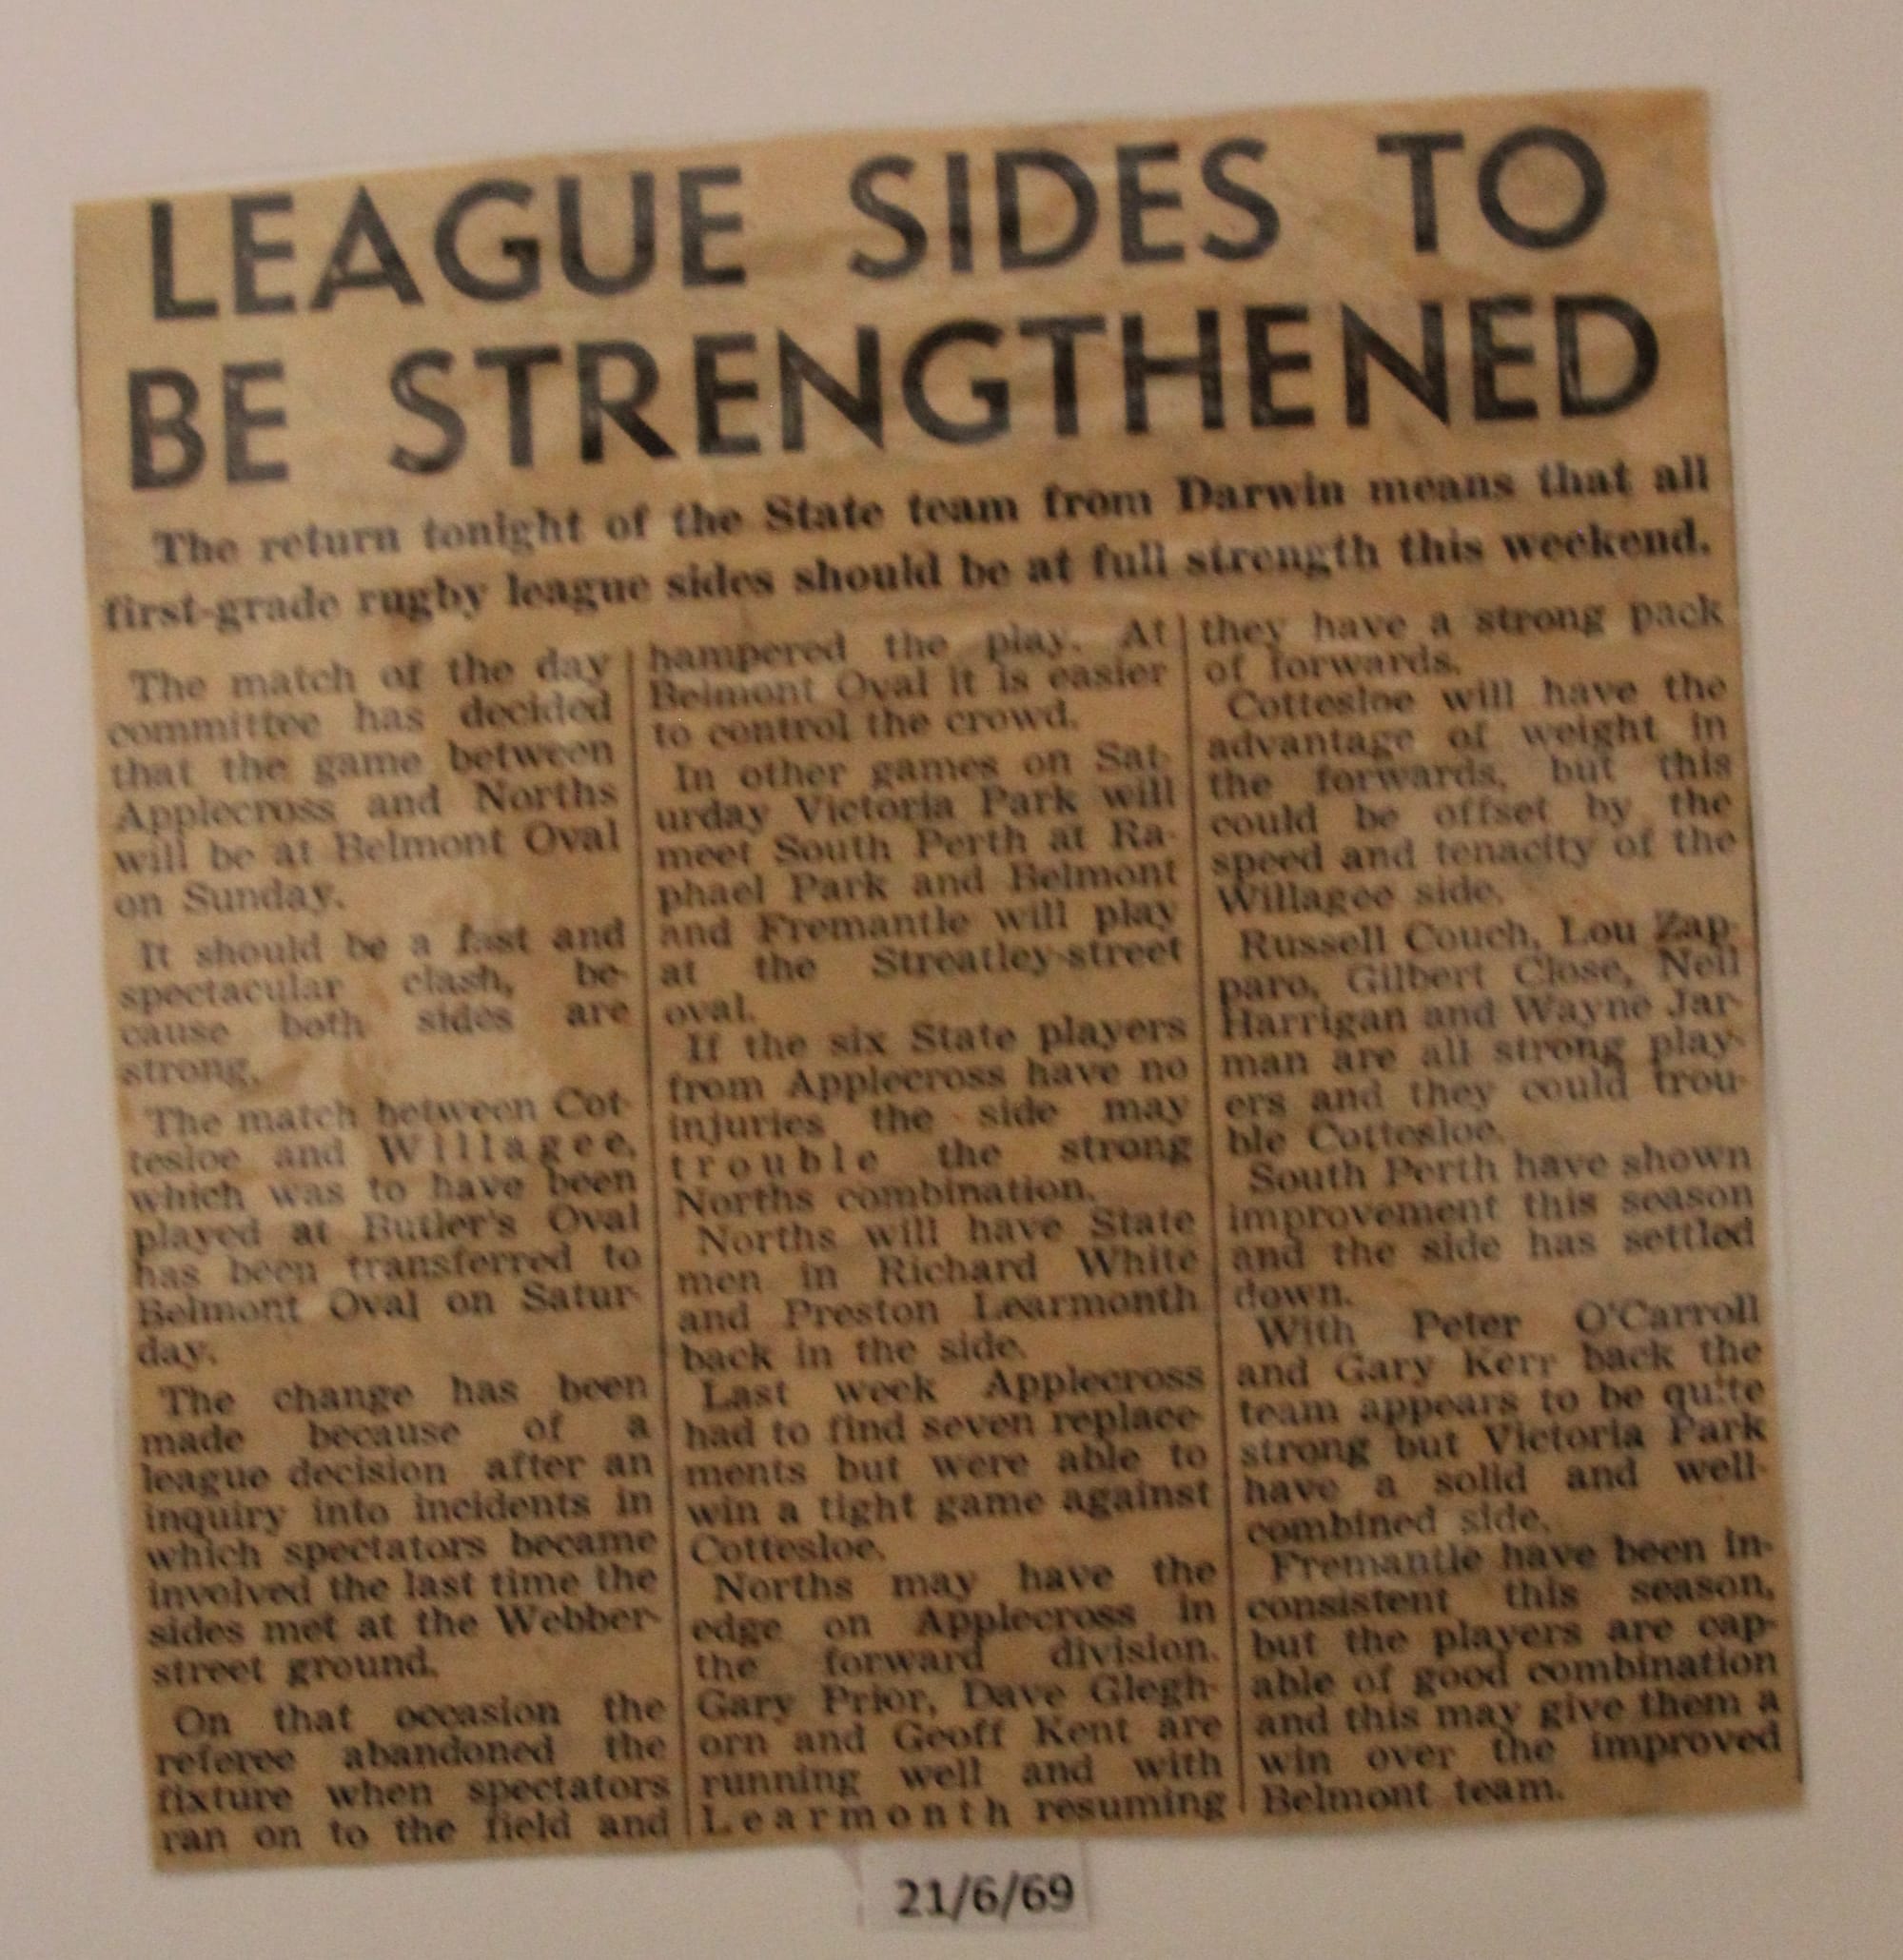 LEAGUE SIDES TO
BE STRENGTHENED
The return tonight of the State team from Darwin means that all
first-grade rugby league sides should be at full strength this weekend.
The match of the day
committee has decided
that the game between
Applecross and Norths
will be at Belmont Oval
on Sunday.
It should be a fast and
spectacular clash, be-
cause both sides are
strong.
The match between Cot-
tesloe and Willagee,
which was to have been
played at Butler's Oval
has been transferred to
Belmont Oval on Satur-
day.
The change has been
made because of a
league decision after an
inquiry into incidents in
which spectators became
involved the last time the
sides met at the Webber-
street ground.
On that occasion the
referee abandoned the
fixture when spectators
ran on to the field and
hampered the play. At
Belmont Oval it is easier
to control the crowd.
In other games on Sat-
urday Victoria Park will
meet South Perth at Ra-
phael Park and Belmont
and Fremantle will play
at the Streatley-street
oval.
If the six State players
from Applecross have no
injuries the side may
trouble the strong
Norths combination.
Norths will have State
men in Richard White
and Preston Learmonth
back in the side.
Last week Applecross
had to find seven replace-
ments but were able to
win a tight game against
Cottesloe.
Norths may have the
edge on Applecross in
the forward division.
Gary Prior, Dave Glegh-
orn and Geoff Kent are
running well and with
Learmonth resuming
they have a strong pack
of forwards.
Cottesloe will have the
advantage of weight in
the forwards, but this
could be offset by the
speed and tenacity of the
Willagee side.
Russell Couch, Lou Zap-
paro, Gilbert Close, Neil
Harrigan and Wayne Jar-
man are all strong play-
ers and they could trou-
ble Cottesloe.
South Perth have shown
improvement this season
and the side has settled
down.
With Peter O'Carroll
and Gary Kerr back the
team appears to be quite
strong but Victoria Park
have a solid and well-
combined side.
Fremantle have been in-
consistent this season,
but the players are cap-
able of good combination
and this may give them a
win over the improved
Belmont team.
21/6/69